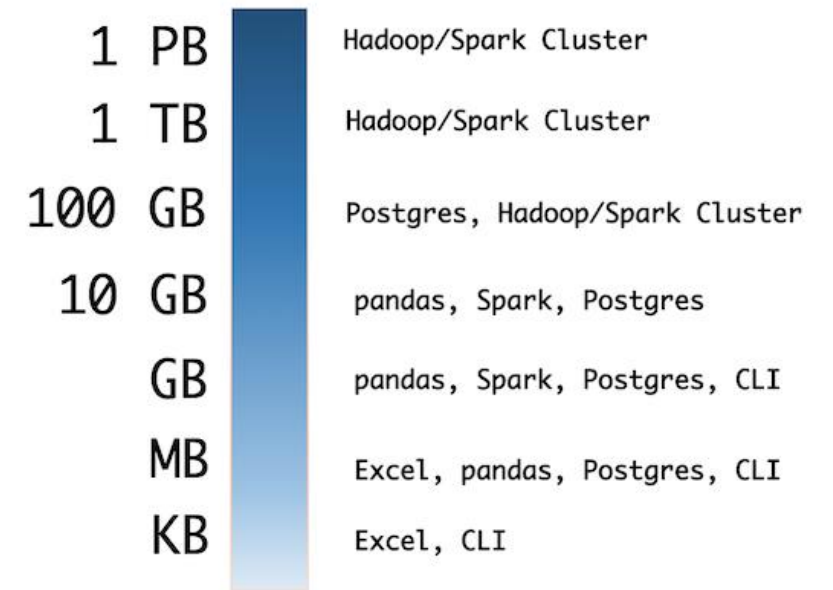 1 PB Hadoop/Spark Cluster
1 TB Hadoop/Spark Cluster
100 GB Postgres, Hadoop/Spark Cluster
10 GB pandas, Spark, Postgres
GB pandas, Spark, Postgres, CLI
MB Excel, pandas, Postgres, CLI
KB Excel, CLI